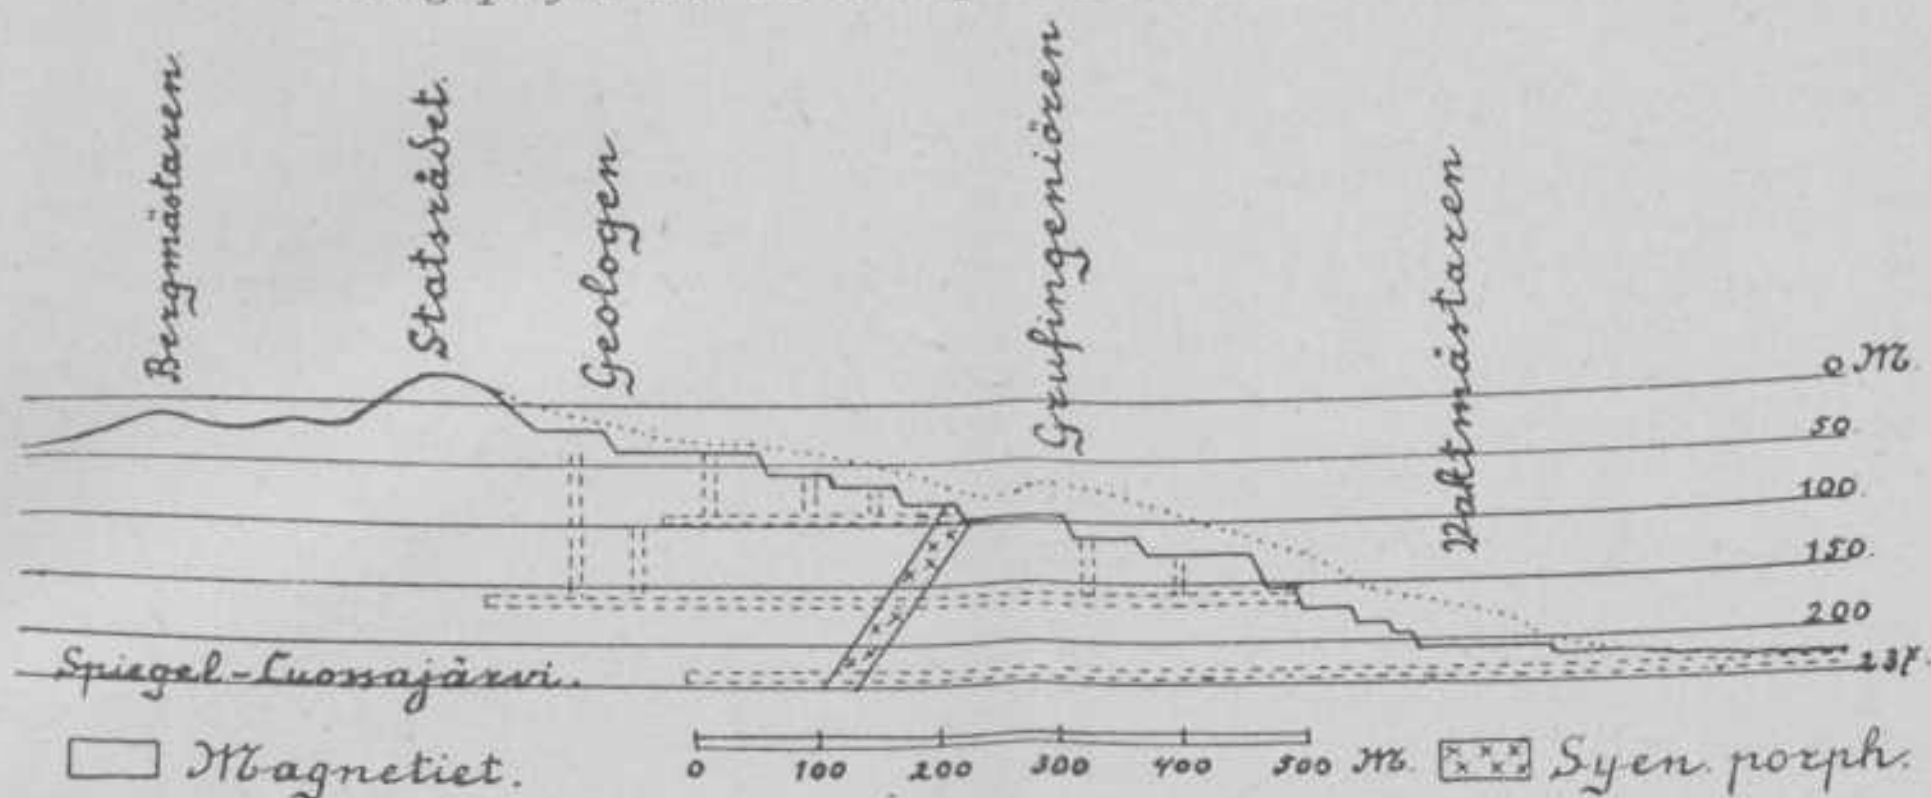 Bergmästaren
Statsrådet.
Geologen
Grufingeniören
Vaktmästaren
0 M.
50
100.
150.
200
237.
Spiegel-Luossajärvi.
Magnetiet.
0 100 200 300 400 500 M.
Syen. porph.